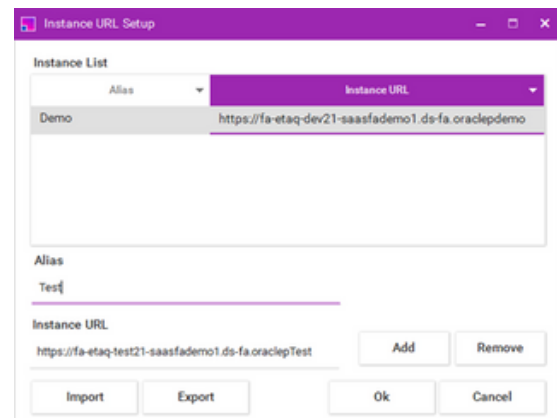 Instance URL Setup
Instance List
Alias Instance URL
Demo https://fa-etaq-dev21-saasfademo1.ds-fa.oraclepdemo
Alias
Test
Instance URL
https://fa-etaq-test21-saasfademo1.ds-fa.oraclepTest
Add Remove
Import Export Ok Cancel